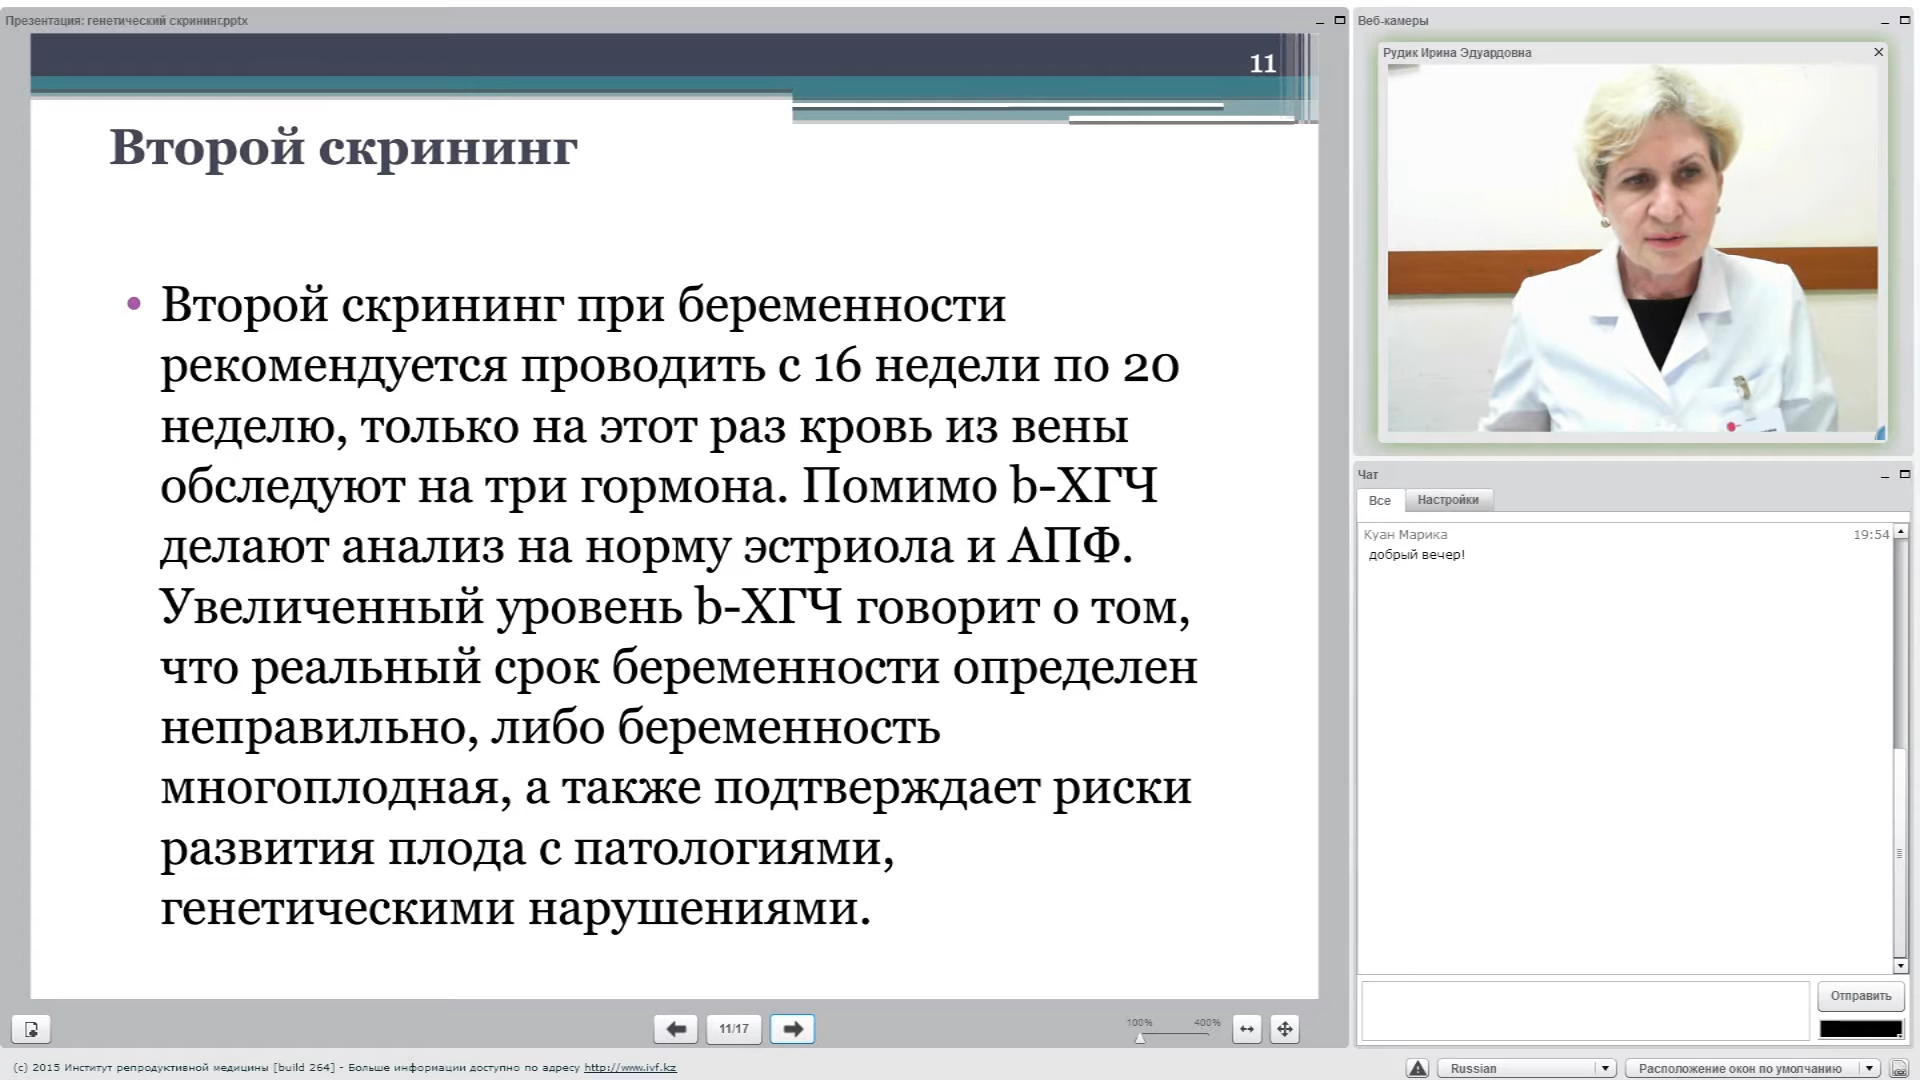 Презентация: генетический скрининг.pptx
11
Второй скрининг
• Второй скрининг при беременности
рекомендуется проводить с 16 недели по 20
неделю, только на этот раз кровь из вены
обследуют на три гормона. Помимо b-ХГЧ
делают анализ на норму эстриола и АПФ.
Увеличенный уровень b-ХГЧ говорит о том,
что реальный срок беременности определен
неправильно, либо беременность
многоплодная, а также подтверждает риски
развития плода с патологиями,
генетическими нарушениями.
11/17
100% 400%
Веб-камеры
Рудик Ирина Эдуардовна
Чат
Все Настройки
Куан Марика 19:54
добрый вечер!
Отправить
(c) 2015 Институт репродуктивной медицины [build 264] - Больше информации доступно по адресу http://www.ivf.kz
Russian
Расположение окон по умолчанию